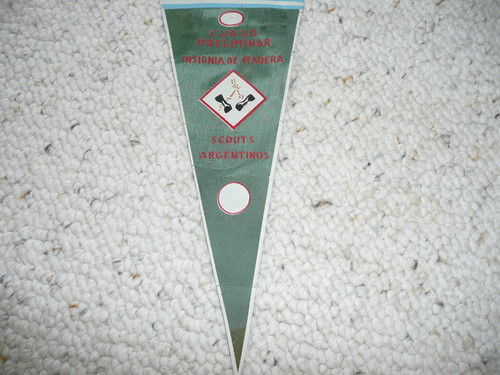 CURSO
PRELIMINAR
INSIGNIA DE MADERA
SCOUTS
ARGENTINOS